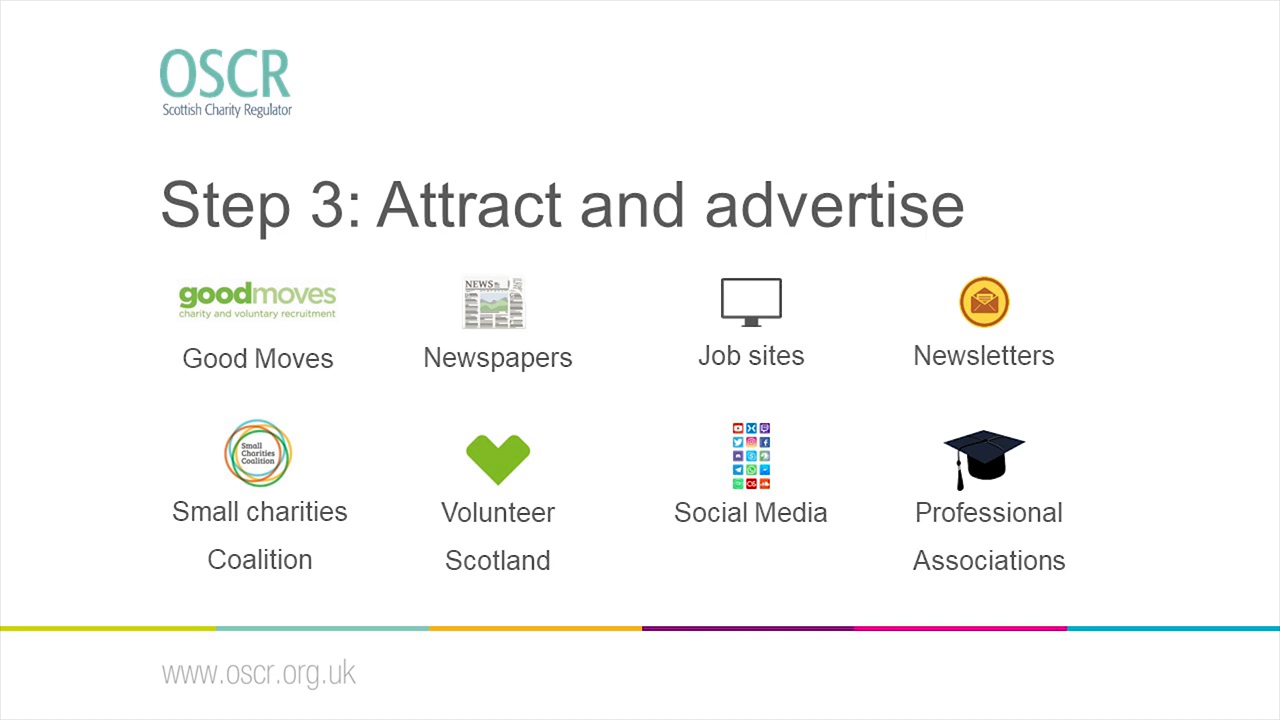 OSCR
Scottish Charity Regulator
Step 3: Attract and advertise
goodmoves
charity and voluntary recruitment
Good Moves
NEWS
Newspapers
Job sites
Newsletters
Small
Charities
Coalition
Small charities
Coalition
Volunteer
Scotland
Social Media
Professional
Associations
www.oscr.org.uk